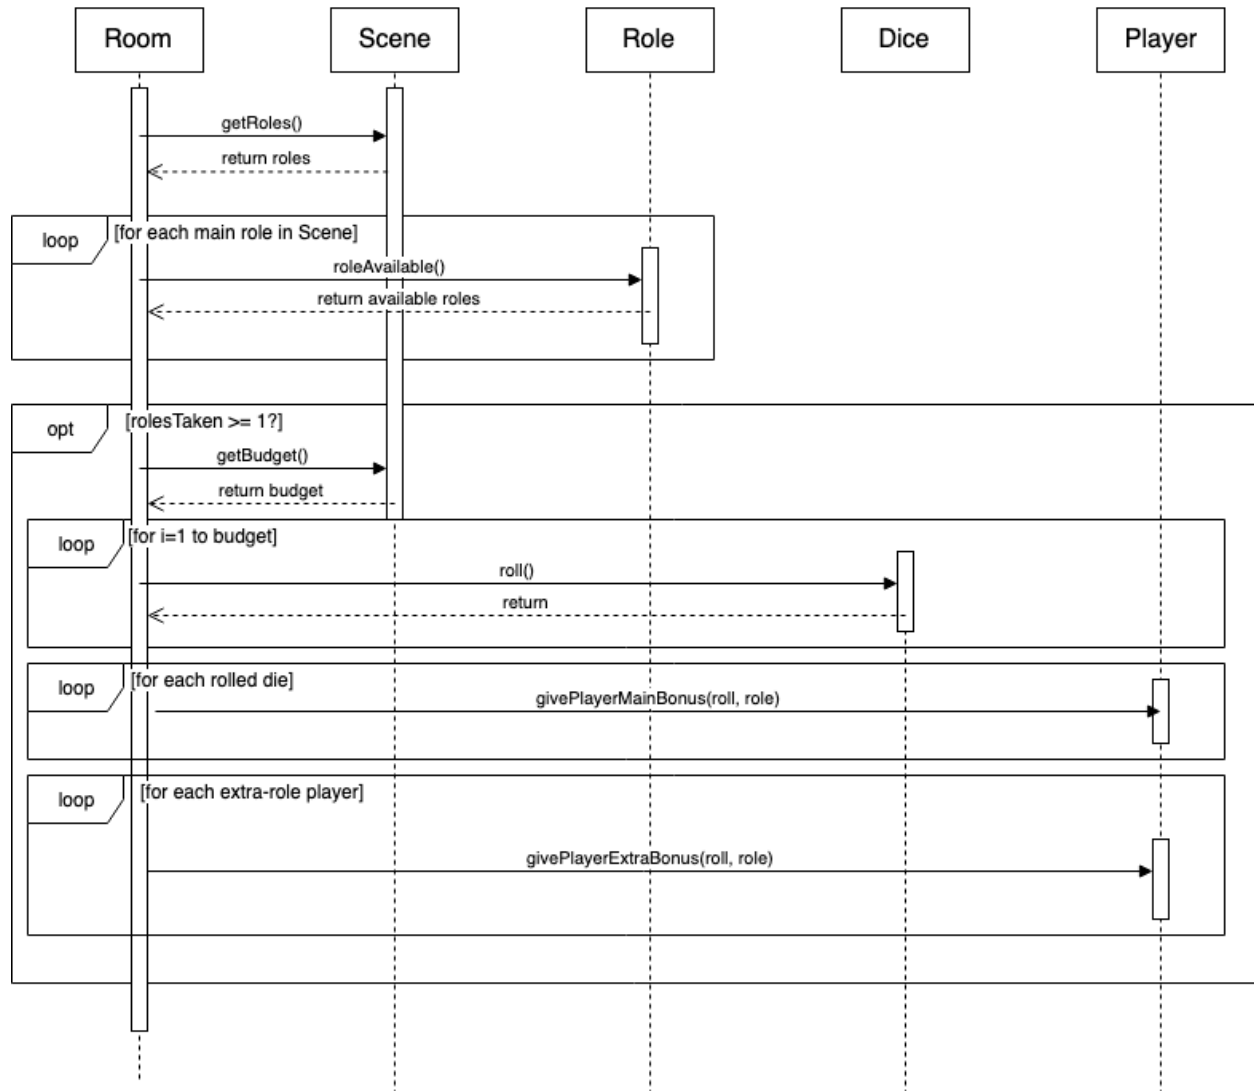 Room
Scene
Role
Dice
Player
getRoles()
return roles
loop
[for each main role in Scene]
roleAvailable()
return available roles
opt
[rolesTaken >= 1?]
getBudget()
return budget
loop
[for i=1 to budget]
roll()
return
loop
[for each rolled die]
givePlayerMainBonus(roll, role)
loop
[for each extra-role player]
givePlayerExtraBonus(roll, role)